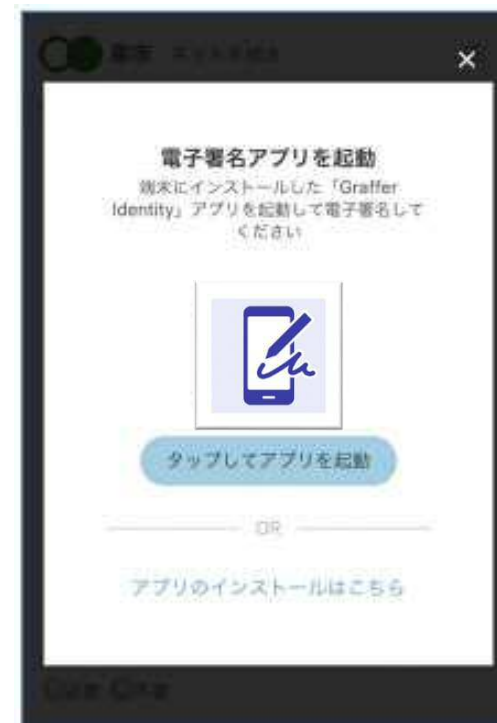 電子署名アプリを起動
端末にインストールした「Graffer
Identity」アプリを起動して電子署名して
ください
タップしてアプリを起動
OR
アプリのインストールはこちら